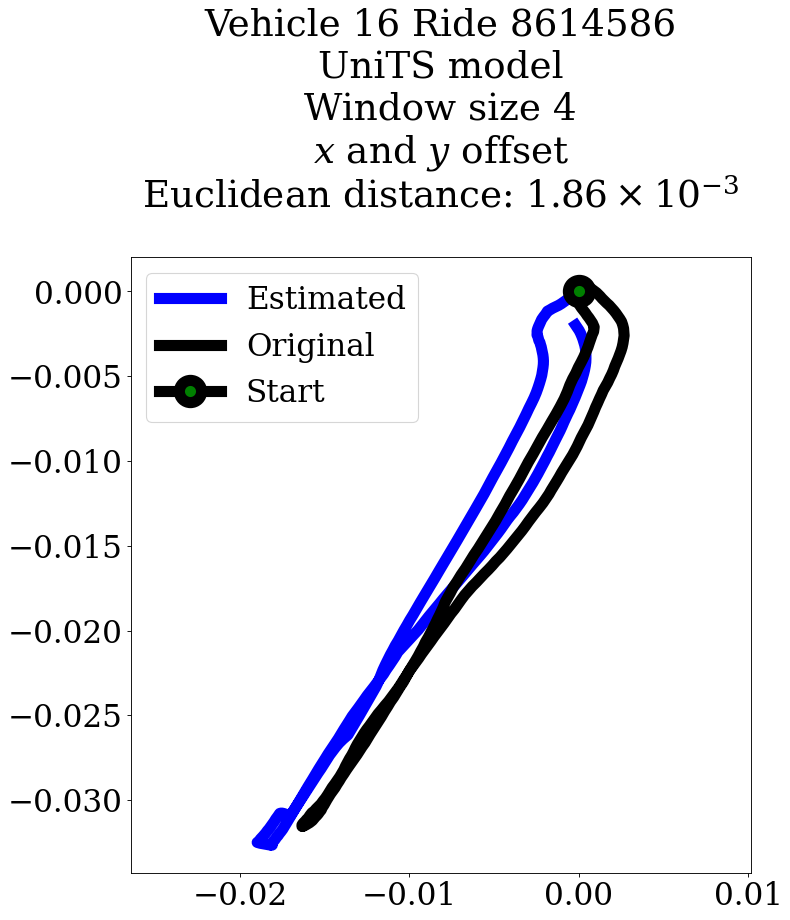 Vehicle 16 Ride 8614586
UniTS model
Window size 4
x and y offset
Euclidean distance: 1.86 × 10⁻³
Estimated
Original
Start
0.000
−0.005
−0.010
−0.015
−0.020
−0.025
−0.030
−0.02
−0.01
0.00
0.01